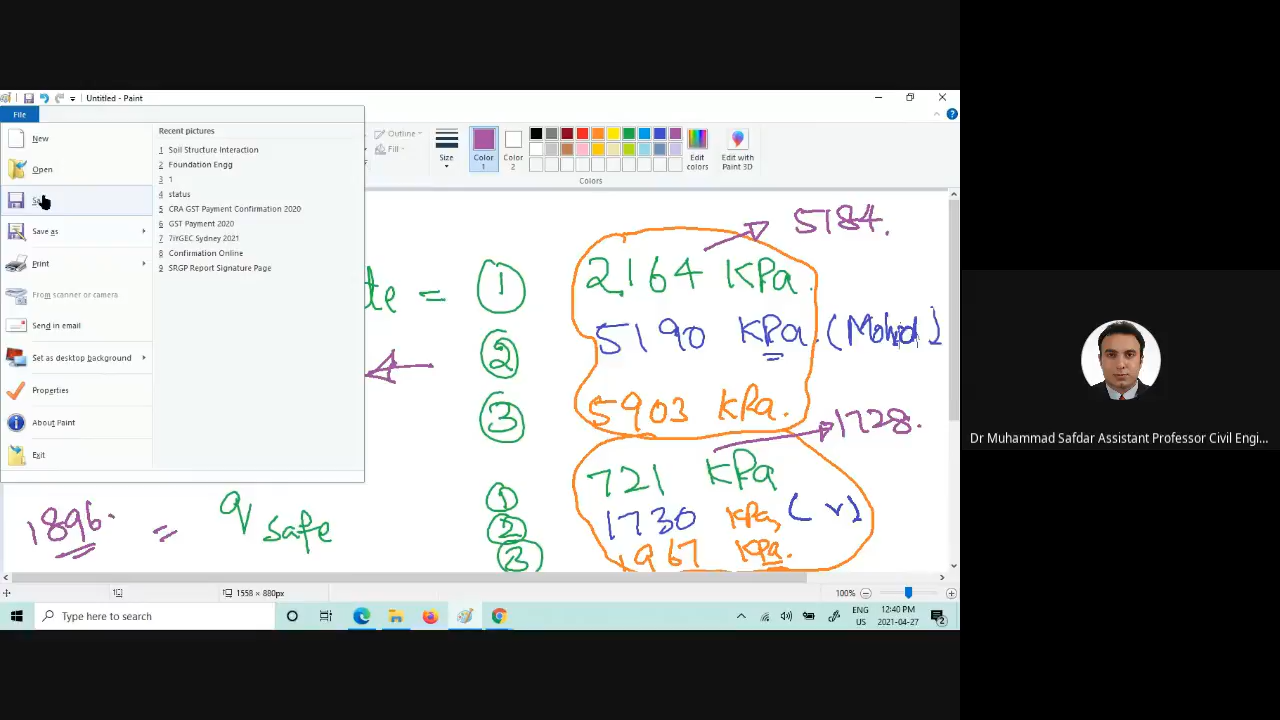 Untitled - Paint
File
New
Open
Save as
Print
From scanner or camera
Send in email
Set as desktop background
Properties
About Paint
Exit
Recent pictures
1 Soil Structure Interaction
2 Foundation Engg
3 1
4 status
5 CRA GST Payment Confirmation 2020
6 GST Payment 2020
7 7iYGEC Sydney 2021
8 Confirmation Online
9 SRGP Report Signature Page
Outline
Fill
Size
Color 1
Color 2
Edit colors
Edit with Paint 3D
Colors
5184.
te = 1 2164 KPa.
2 5190 KPa. (Mohd)
3 5903 KPa.
1728.
1 721 KPa
1896. = q safe 2 1730 KPa, (v)
3 1967 KPa.
1558 × 880px
100%
Type here to search
ENG US
12:40 PM
2021-04-27
2
Dr Muhammad Safdar Assistant Professor Civil Engi...